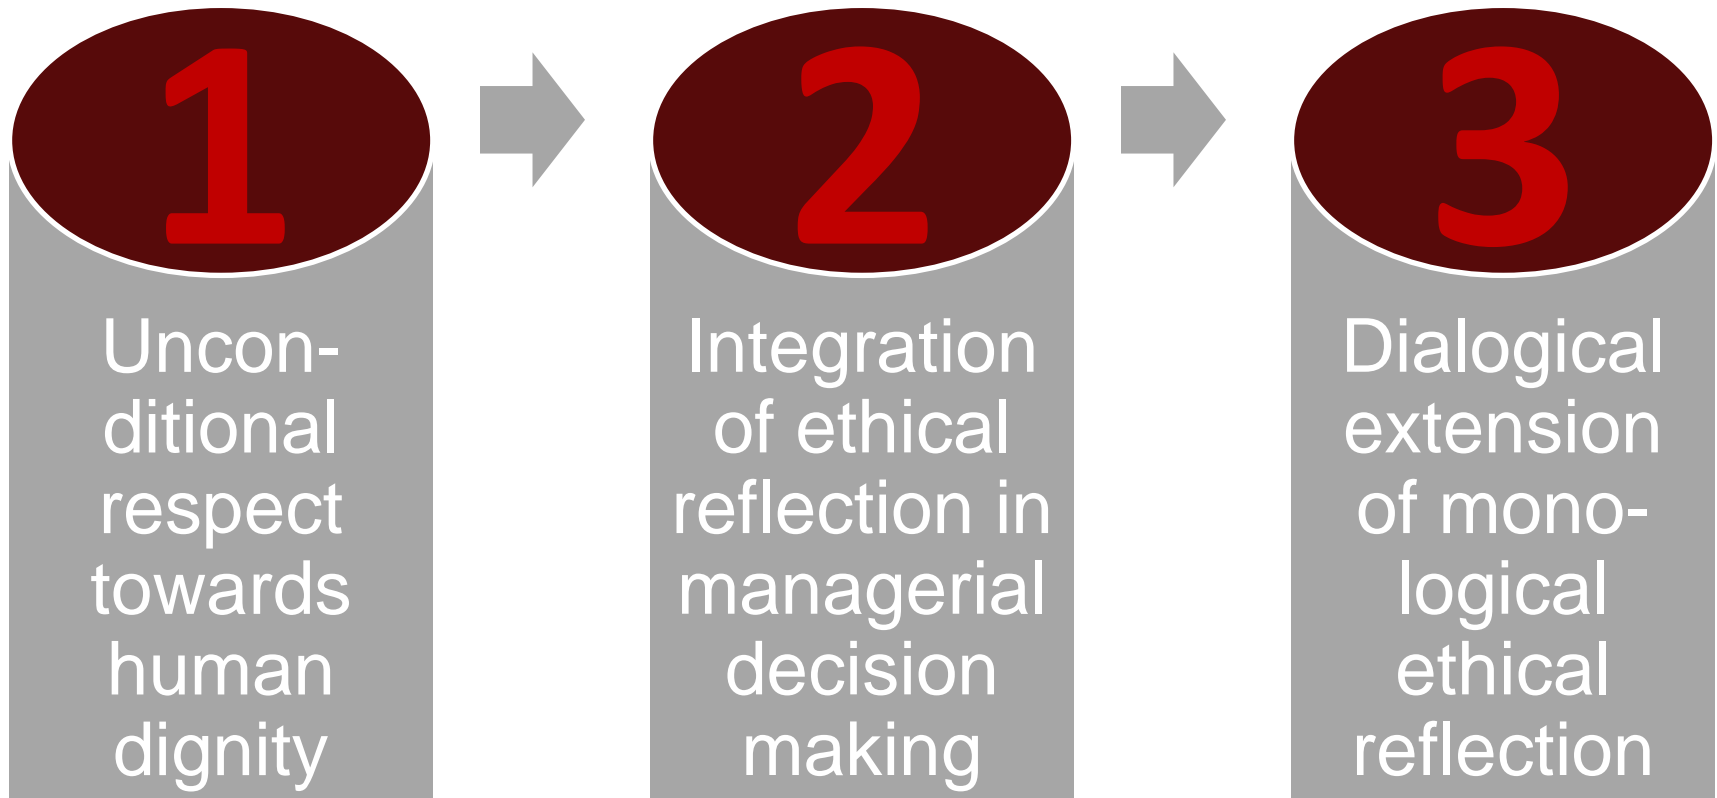 1
Uncon-
ditional
respect
towards
human
dignity
2
Integration
of ethical
reflection in
managerial
decision
making
3
Dialogical
extension
of mono-
logical
ethical
reflection